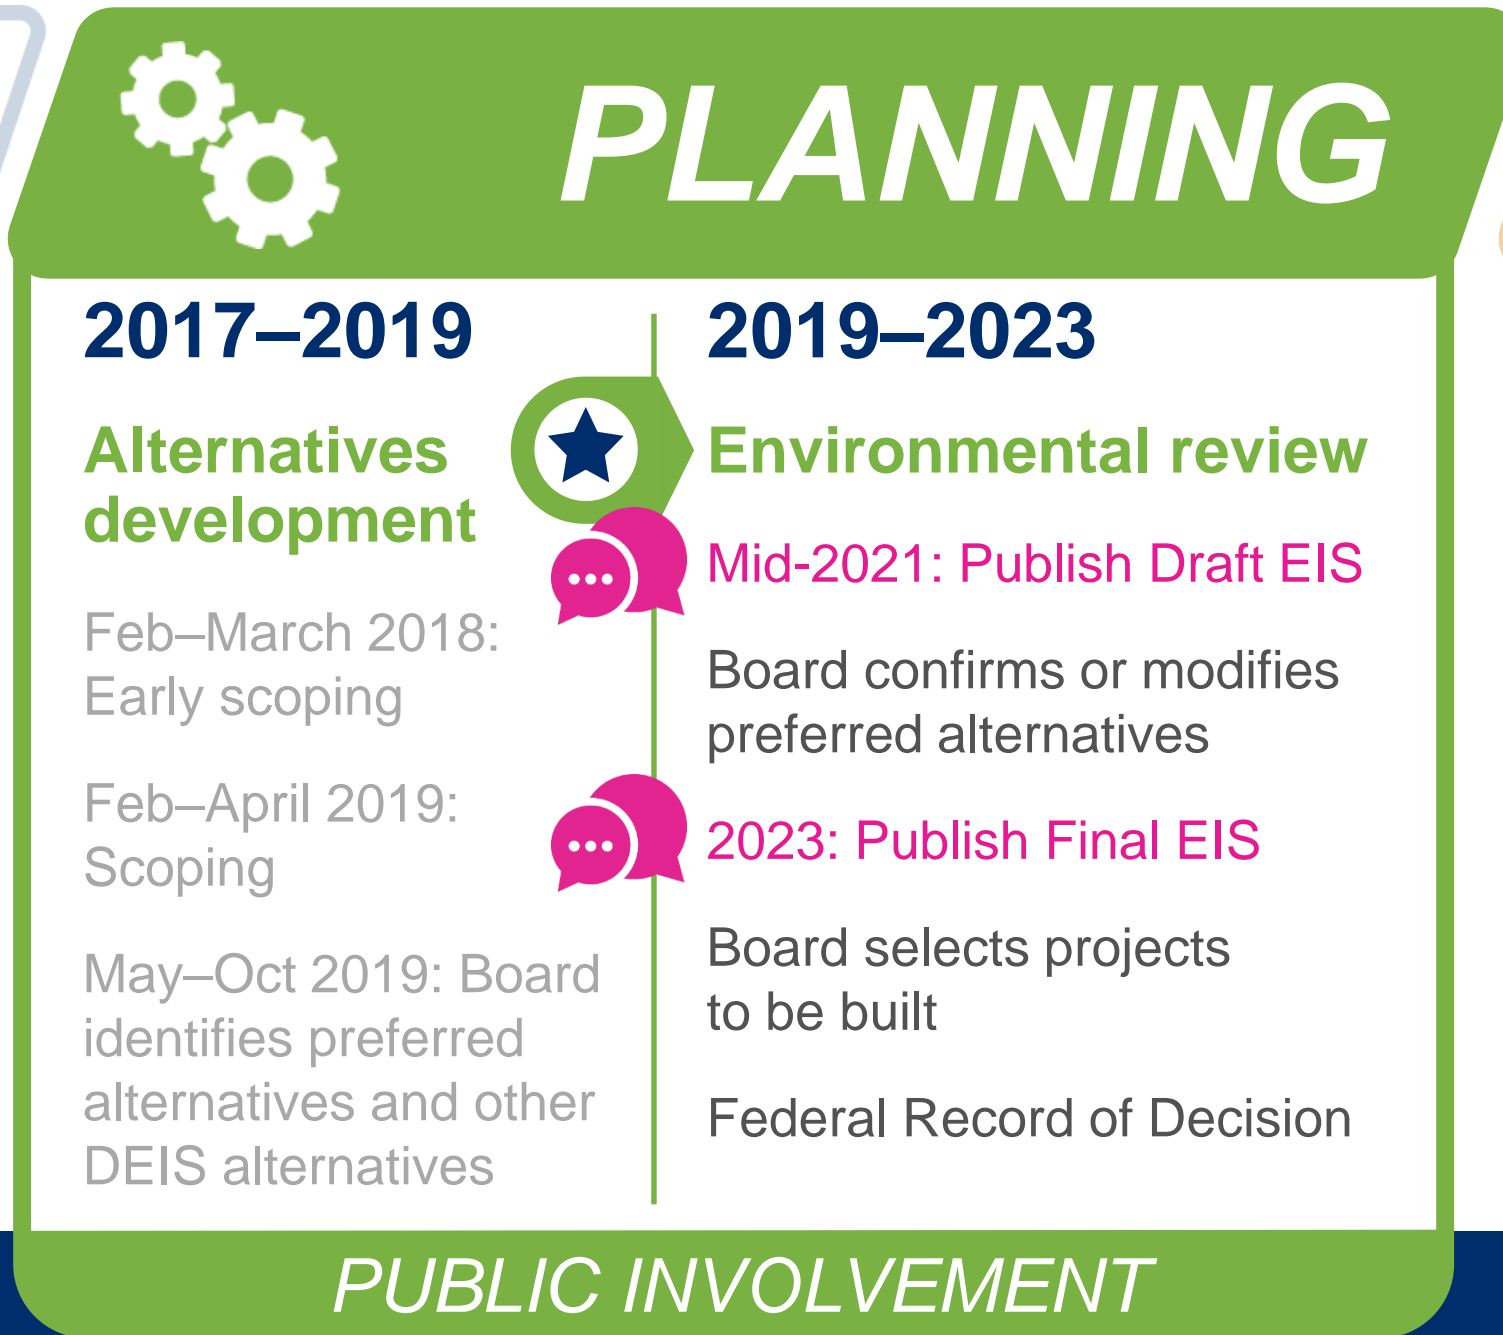 PLANNING
2017–2019
Alternatives
development
Feb–March 2018:
Early scoping
Feb–April 2019:
Scoping
May–Oct 2019: Board
identifies preferred
alternatives and other
DEIS alternatives
2019–2023
Environmental review
Mid-2021: Publish Draft EIS
Board confirms or modifies
preferred alternatives
2023: Publish Final EIS
Board selects projects
to be built
Federal Record of Decision
PUBLIC INVOLVEMENT